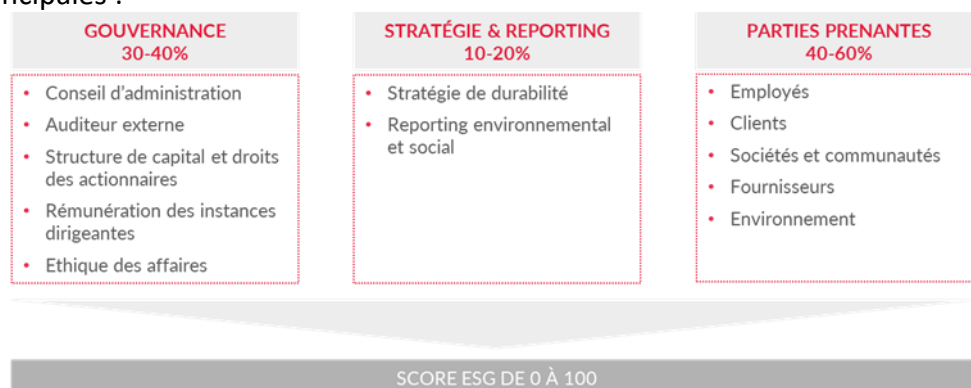 GOUVERNANCE
30-40%
• Conseil d'administration
• Auditeur externe
• Structure de capital et droits
des actionnaires
• Rémunération des instances
dirigeantes
• Ethique des affaires
STRATÉGIE & REPORTING
10-20%
• Stratégie de durabilité
• Reporting environnemental
et social
PARTIES PRENANTES
40-60%
• Employés
• Clients
• Sociétés et communautés
• Fournisseurs
• Environnement
SCORE ESG DE 0 À 100